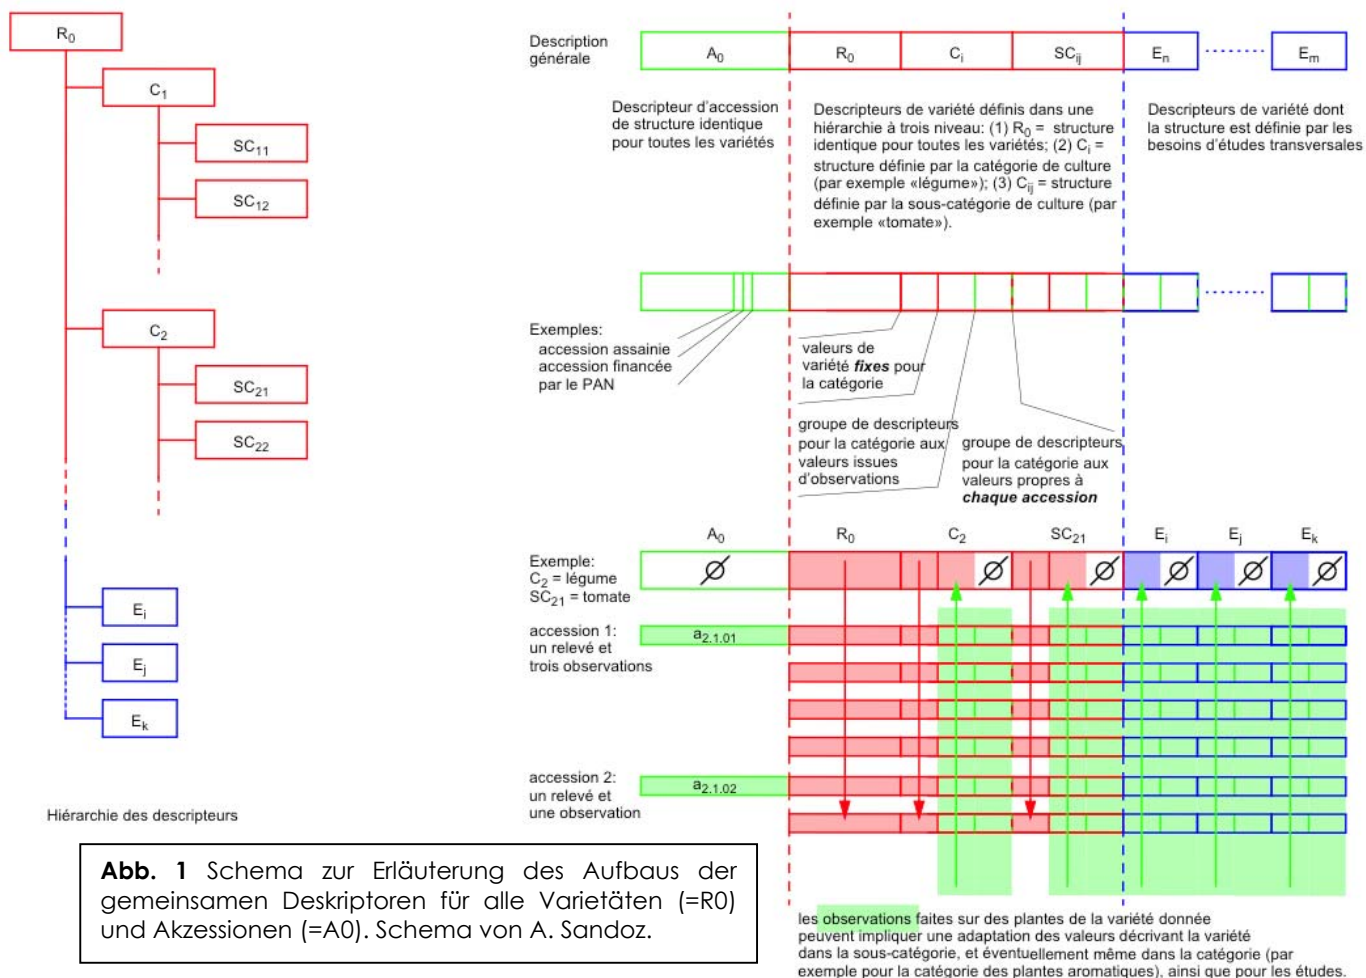 R0
C1
SC11
SC12
C2
SC21
SC22
Ei
Ej
Ek
Hiérarchie des descripteurs
Description
générale
A0
R0
Ci
SCij
En
Em
Descripteur d'accession
de structure identique
pour toutes les variétés
Descripteurs de variété définis dans une
hiérarchie à trois niveau: (1) R0 = structure
identique pour toutes les variétés; (2) Ci =
structure définie par la catégorie de culture
(par exemple «légume»); (3) Cij = structure
définie par la sous-catégorie de culture (par
exemple «tomate»).
Descripteurs de variété dont
la structure est définie par les
besoins d'études transversales
Exemples:
accession assainie
accession financée
par le PAN
valeurs de
variété fixes pour
la catégorie
groupe de descripteurs
pour la catégorie aux
valeurs issues
d'observations
groupe de descripteurs
pour la catégorie aux
valeurs propres à
chaque accession
A0
R0
C2
SC21
Ei
Ej
Ek
Exemple:
C2 = légume
SC21 = tomate
Ø
Ø
Ø
Ø
Ø
Ø
accession 1:
un relevé et
trois observations
a2.1.01
accession 2:
un relevé et
une observation
a2.1.02
les observations faites sur des plantes de la variété donnée
peuvent impliquer une adaptation des valeurs décrivant la variété
dans la sous-catégorie, et éventuellement même dans la catégorie (par
exemple pour la catégorie des plantes aromatiques), ainsi que pour les études.
Abb. 1 Schema zur Erläuterung des Aufbaus der
gemeinsamen Deskriptoren für alle Varietäten (=R0)
und Akzessionen (=A0). Schema von A. Sandoz.